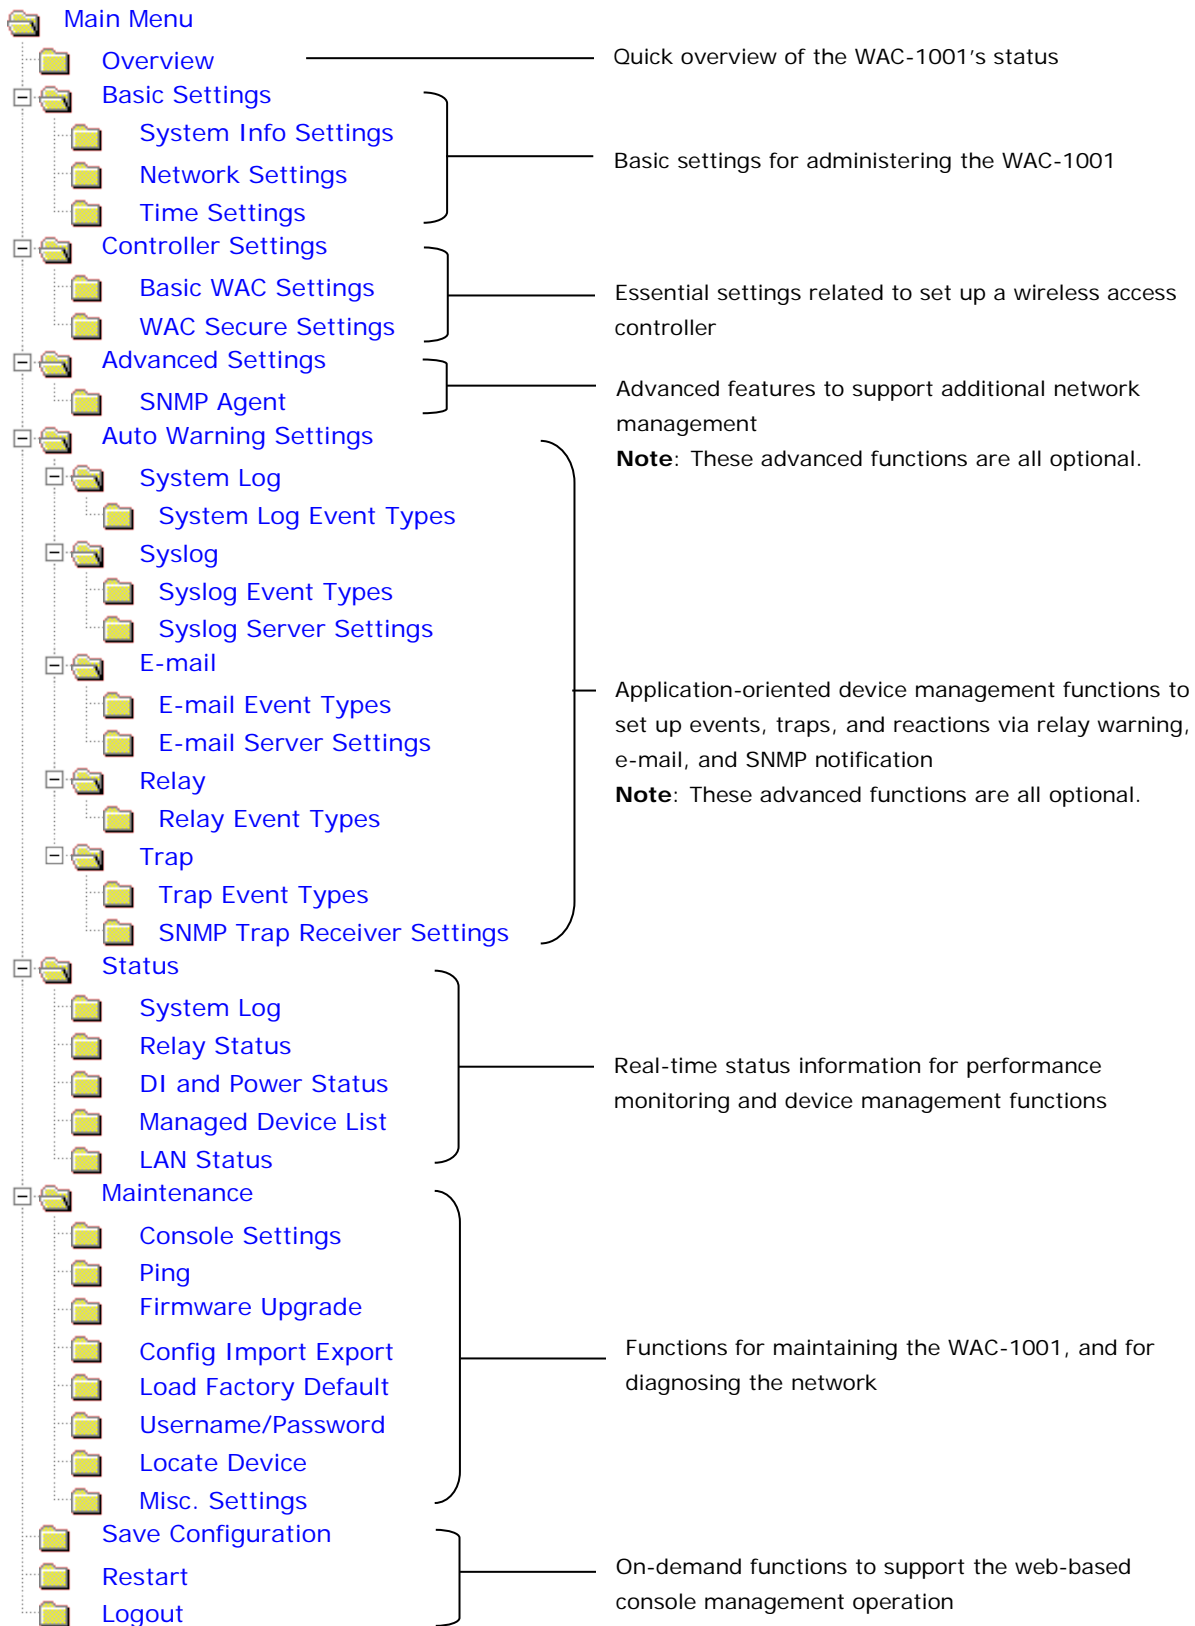 Main Menu
Overview
Quick overview of the WAC-1001's status
Basic Settings
System Info Settings
Network Settings
Time Settings
Basic settings for administering the WAC-1001
Controller Settings
Basic WAC Settings
WAC Secure Settings
Essential settings related to set up a wireless access
controller
Advanced Settings
SNMP Agent
Advanced features to support additional network
management
Note: These advanced functions are all optional.
Auto Warning Settings
System Log
System Log Event Types
Syslog
Syslog Event Types
Syslog Server Settings
E-mail
E-mail Event Types
E-mail Server Settings
Relay
Relay Event Types
Trap
Trap Event Types
SNMP Trap Receiver Settings
Application-oriented device management functions to
set up events, traps, and reactions via relay warning,
e-mail, and SNMP notification
Note: These advanced functions are all optional.
Status
System Log
Relay Status
DI and Power Status
Managed Device List
LAN Status
Real-time status information for performance
monitoring and device management functions
Maintenance
Console Settings
Ping
Firmware Upgrade
Config Import Export
Load Factory Default
Username/Password
Locate Device
Misc. Settings
Functions for maintaining the WAC-1001, and for
diagnosing the network
Save Configuration
Restart
Logout
On-demand functions to support the web-based
console management operation